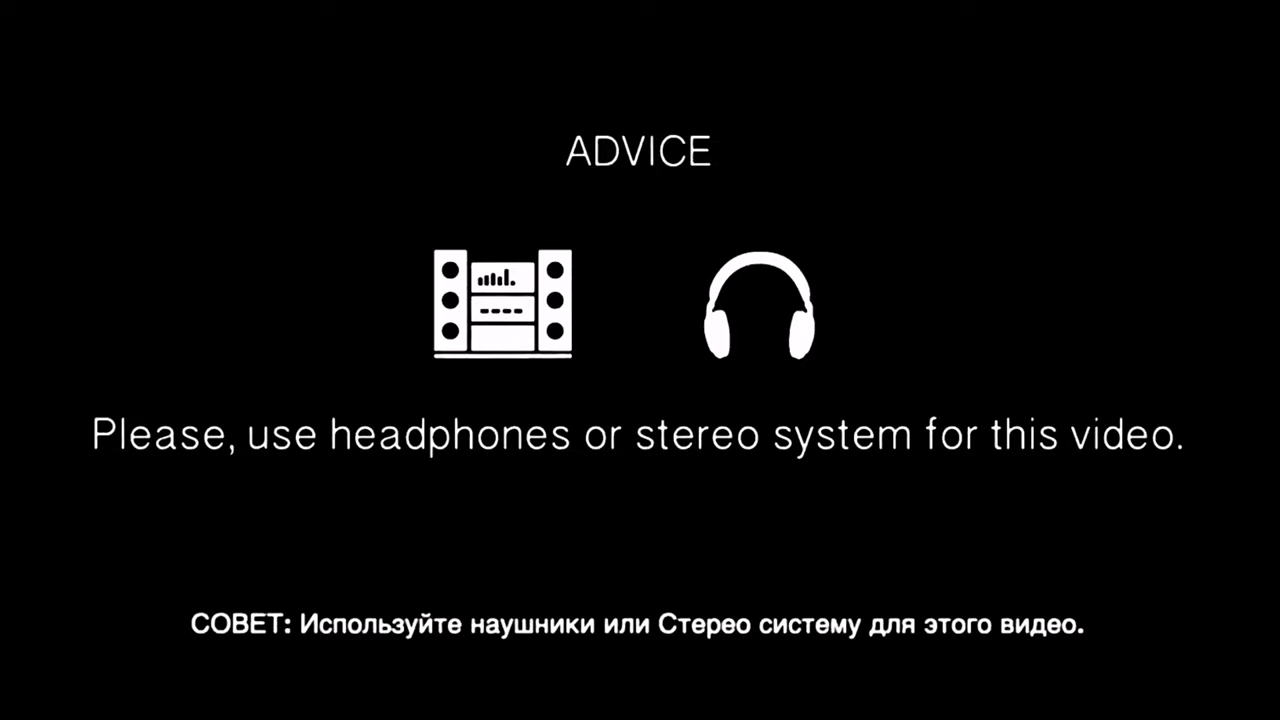 ADVICE
Please, use headphones or stereo system for this video.
СОВЕТ: Используйте наушники или Стерео систему для этого видео.